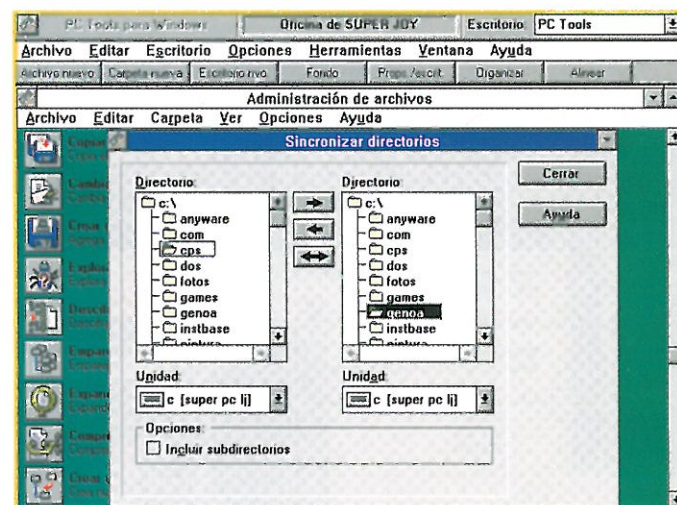 PC Tools para Windows Oficina de SUPER JOY Escritorio: PC Tools
Archivo Editar Escritorio Opciones Herramientas Ventana Ayuda
Archivo nuevo Carpeta nueva Escritorio nvo. Fondo Props./escrit. Organizar Alinear
Administración de archivos
Archivo Editar Carpeta Ver Opciones Ayuda
Sincronizar directorios
Copiar
Cerrar
Directorio: Directorio:
c:\ c:\
Ayuda
anyware anyware
com com
cps cps
dos dos
fotos fotos
games games
genoa genoa
instbase instbase
pintura pintura
Unidad: Unidad:
c [super pc lj] c [super pc lj]
Opciones:
Incluir subdirectorios